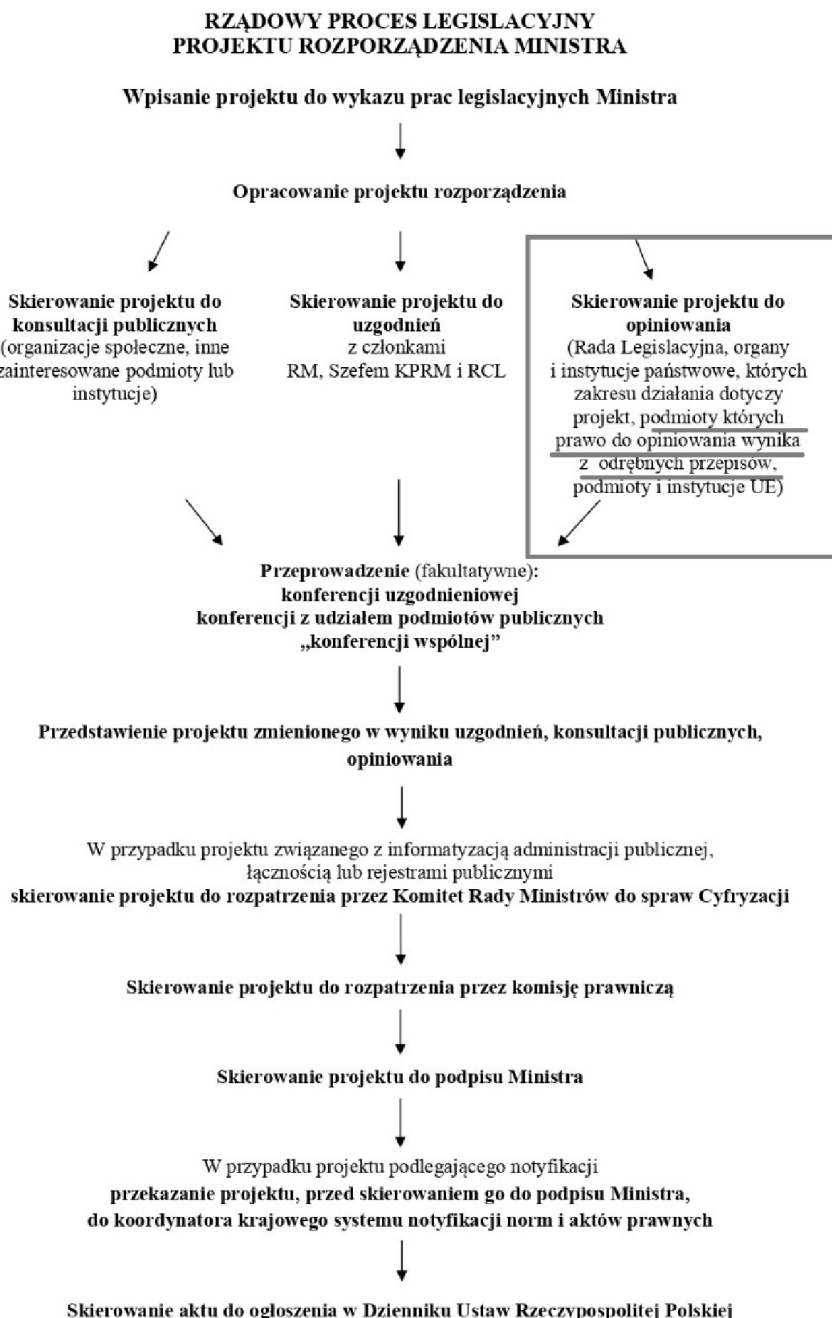 RZĄDOWY PROCES LEGISLACYJNY
PROJEKTU ROZPORZĄDZENIA MINISTRA
Wpisanie projektu do wykazu prac legislacyjnych Ministra
Opracowanie projektu rozporządzenia
Skierowanie projektu do
konsultacji publicznych
(organizacje społeczne, inne
zainteresowane podmioty lub
instytucje)
Skierowanie projektu do
uzgodnień
z członkami
RM, Szefem KPRM i RCL
Skierowanie projektu do
opiniowania
(Rada Legislacyjna, organy
i instytucje państwowe, których
zakresu działania dotyczy
projekt, podmioty których
prawo do opiniowania wynika
z odrębnych przepisów,
podmioty i instytucje UE)
Przeprowadzenie (fakultatywne):
konferencji uzgodnieniowej
konferencji z udziałem podmiotów publicznych
„konferencji wspólnej”
Przedstawienie projektu zmienionego w wyniku uzgodnień, konsultacji publicznych,
opiniowania
W przypadku projektu związanego z informatyzacją administracji publicznej,
łącznością lub rejestrami publicznymi
skierowanie projektu do rozpatrzenia przez Komitet Rady Ministrów do spraw Cyfryzacji
Skierowanie projektu do rozpatrzenia przez komisję prawniczą
Skierowanie projektu do podpisu Ministra
W przypadku projektu podlegającego notyfikacji
przekazanie projektu, przed skierowaniem go do podpisu Ministra,
do koordynatora krajowego systemu notyfikacji norm i aktów prawnych
Skierowanie aktu do ogłoszenia w Dzienniku Ustaw Rzeczypospolitej Polskiej